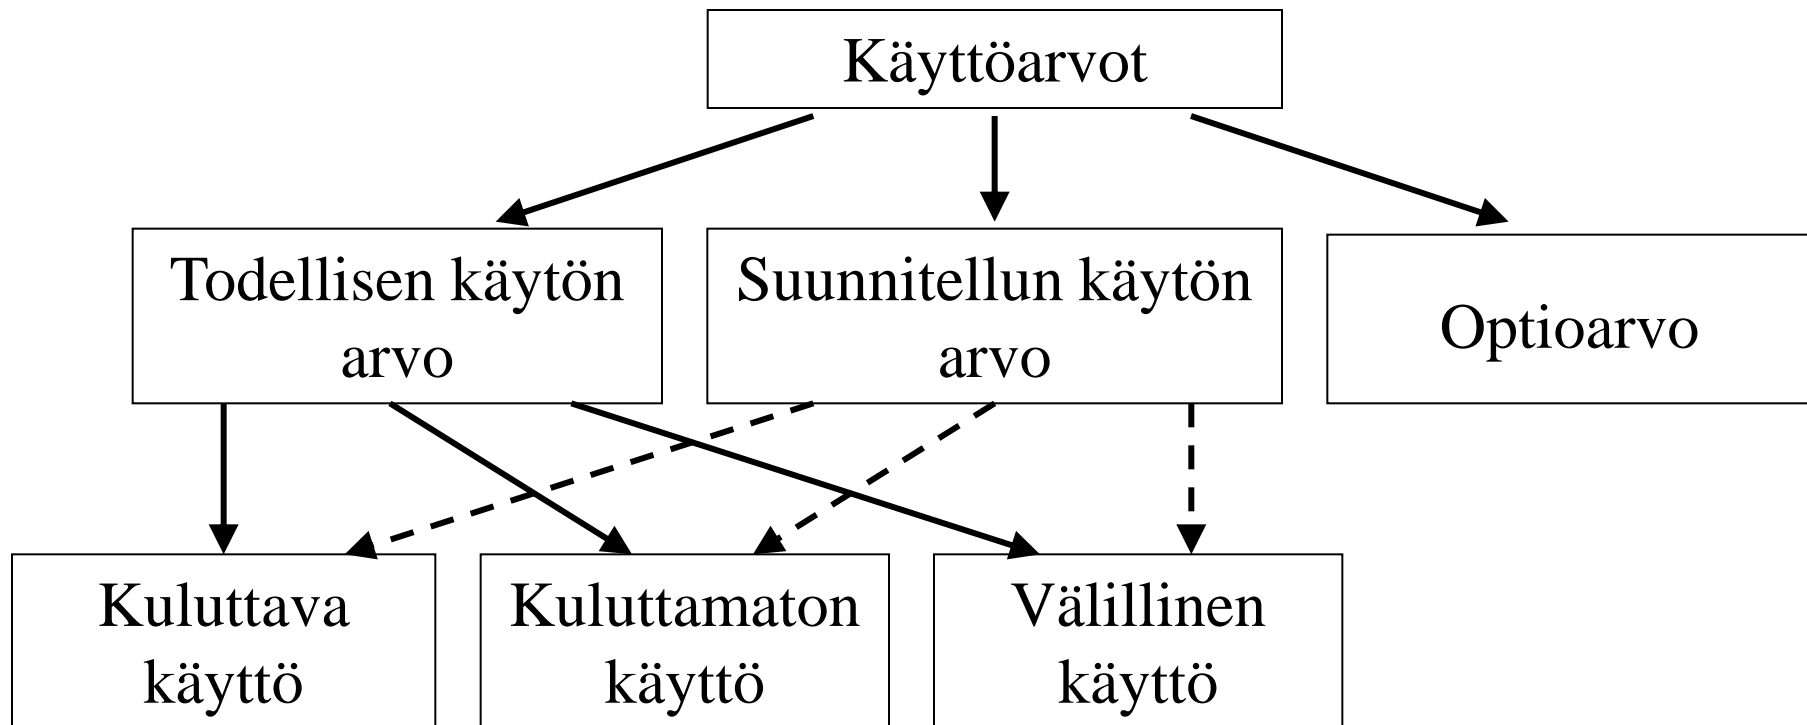 Käyttöarvot
Todellisen käytön
arvo
Suunnitellun käytön
arvo
Optioarvo
Kuluttava
käyttö
Kuluttamaton
käyttö
Välillinen
käyttö